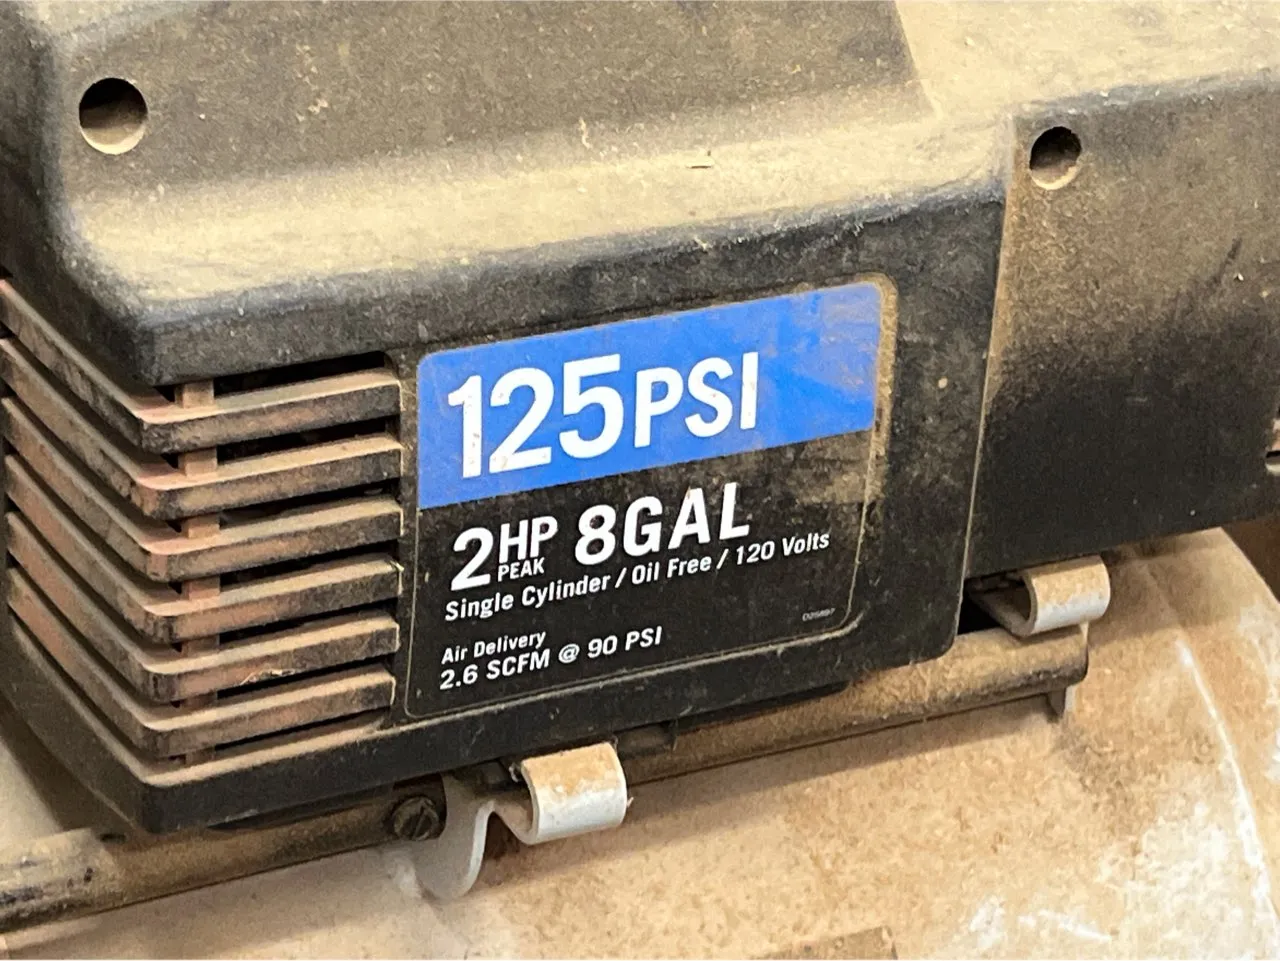 125PSI
2HP PEAK 8GAL
Single Cylinder / Oil Free / 120 Volts
Air Delivery
2.6 SCFM @ 90 PSI